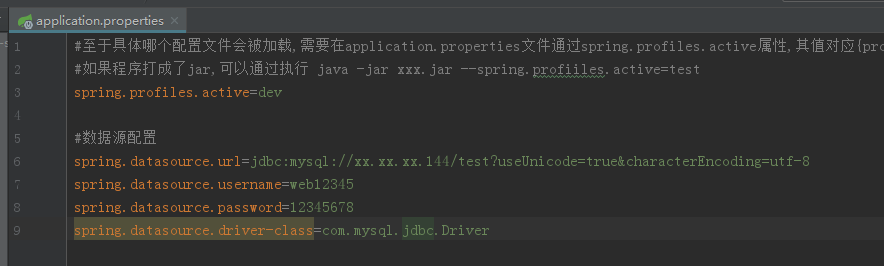 application.properties
1 #至于具体哪个配置文件会被加载,需要在application.properties文件通过spring.profiles.active属性,其值对应{pro
2 #如果程序打成了jar,可以通过执行 java -jar xxx.jar --spring.profiiles.active=test
3 spring.profiles.active=dev
4
5 #数据源配置
6 spring.datasource.url=jdbc:mysql://xx.xx.xx.144/test?useUnicode=true&characterEncoding=utf-8
7 spring.datasource.username=web12345
8 spring.datasource.password=12345678
9 spring.datasource.driver-class=com.mysql.jdbc.Driver